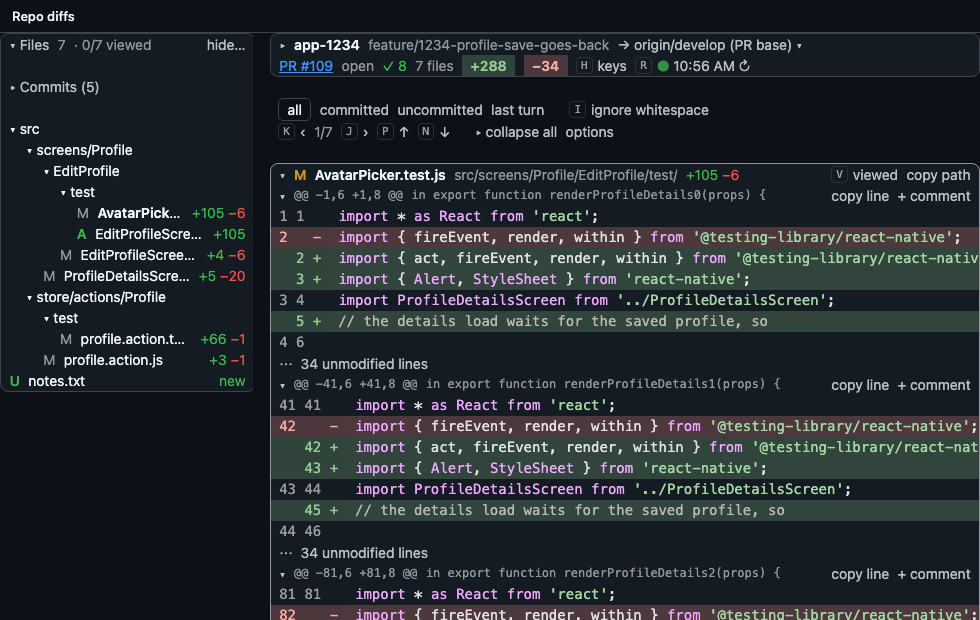 Repo diffs
▾ Files 7 · 0/7 viewed hide...
▸ Commits (5)
▾ src
▾ screens/Profile
▾ EditProfile
▾ test
M AvatarPick... +105 −6
A EditProfileScre... +105
M EditProfileScree... +4 −6
M ProfileDetailsScre... +5 −20
▾ store/actions/Profile
▾ test
M profile.action.t... +66 −1
M profile.action.js +3 −1
U notes.txt new
▸ app-1234 feature/1234-profile-save-goes-back → origin/develop (PR base) ▾
PR #109 open ✓ 8 7 files +288 −34 H keys R ● 10:56 AM ↻
all committed uncommitted last turn I ignore whitespace
K ‹ 1/7 J › P ↑ N ↓ ▸ collapse all options
▾ M AvatarPicker.test.js src/screens/Profile/EditProfile/test/ +105 −6 V viewed copy path
▾ @@ −1,6 +1,8 @@ in export function renderProfileDetails0(props) { copy line + comment
1 1 import * as React from 'react';
2 − import { fireEvent, render, within } from '@testing-library/react-native';
2 + import { act, fireEvent, render, within } from '@testing-library/react-nativ
3 + import { Alert, StyleSheet } from 'react-native';
3 4 import ProfileDetailsScreen from '../ProfileDetailsScreen';
5 + // the details load waits for the saved profile, so
4 6
··· 34 unmodified lines
▾ @@ −41,6 +41,8 @@ in export function renderProfileDetails1(props) { copy line + comment
41 41 import * as React from 'react';
42 − import { fireEvent, render, within } from '@testing-library/react-native';
42 + import { act, fireEvent, render, within } from '@testing-library/react-nat
43 + import { Alert, StyleSheet } from 'react-native';
43 44 import ProfileDetailsScreen from '../ProfileDetailsScreen';
45 + // the details load waits for the saved profile, so
44 46
··· 34 unmodified lines
▾ @@ −81,6 +81,8 @@ in export function renderProfileDetails2(props) { copy line + comment
81 81 import * as React from 'react';
82 − import { fireEvent, render, within } from '@testing-library/react-native';